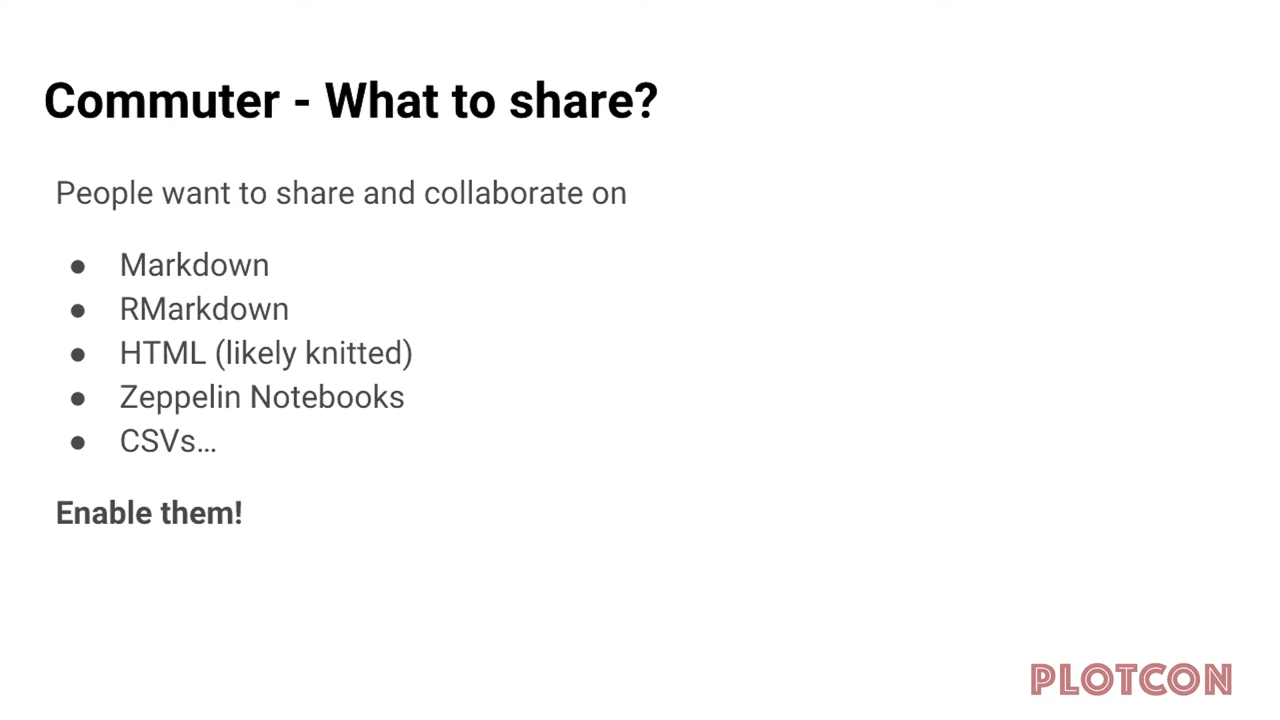 Commuter - What to share?
People want to share and collaborate on
● Markdown
● RMarkdown
● HTML (likely knitted)
● Zeppelin Notebooks
● CSVs…
Enable them!
PLOTCON